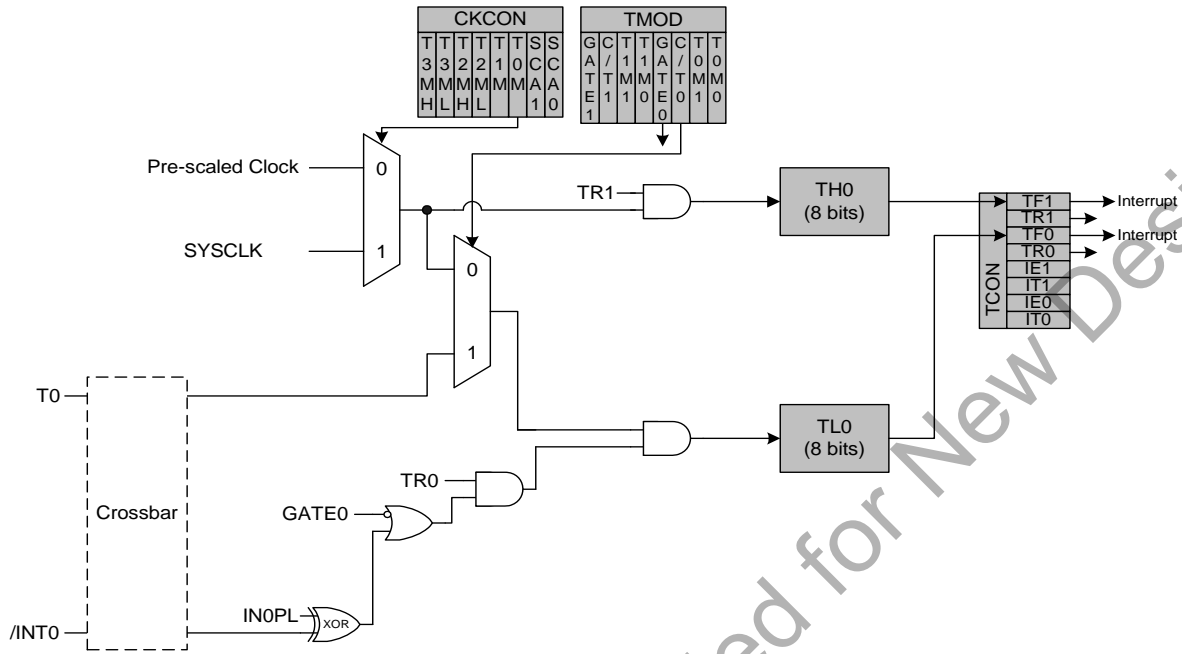 CKCON
T3MH T3ML T2MH T2ML T1M T0M SCA1 SCA0
TMOD
GATE1 C/T1 T1M1 T1M0 GATE0 C/T0 T0M1 T0M0
Pre-scaled Clock
0
SYSCLK
1
TR1
TH0
(8 bits)
0
1
TCON
TF1
TR1
TF0
TR0
IE1
IT1
IE0
IT0
Interrupt
Interrupt
T0
Crossbar
TL0
(8 bits)
TR0
GATE0
IN0PL
XOR
/INT0
for New